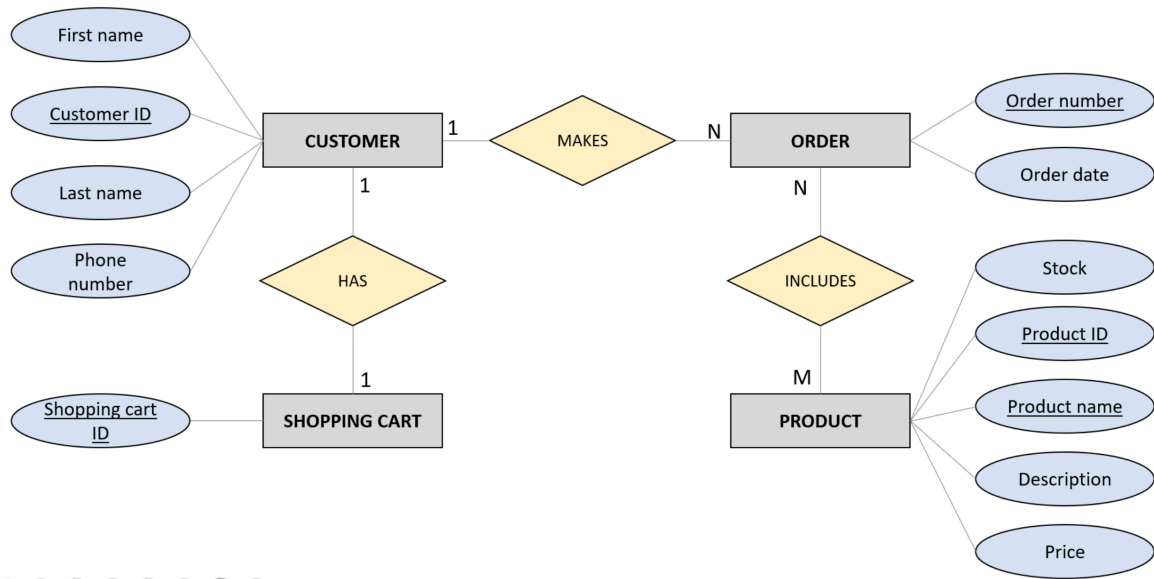 First name
Customer ID
Last name
Phone
number
CUSTOMER
1
MAKES
N
ORDER
Order number
Order date
1
HAS
1
N
INCLUDES
M
Shopping cart
ID
SHOPPING CART
PRODUCT
Stock
Product ID
Product name
Description
Price